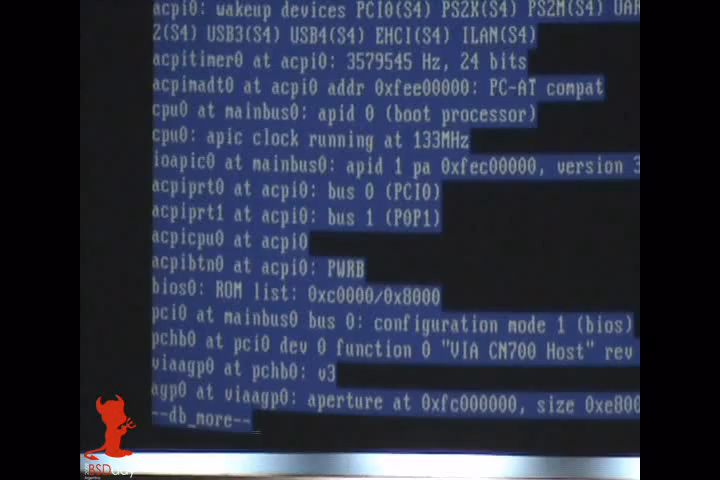 acpi0: wakeup devices PCI0(S4) PS2K(S4) PS2M(S4) UAR
2(S4) USB3(S4) USB4(S4) EHCI(S4) ILAN(S4)
acpitimer0 at acpi0: 3579545 Hz, 24 bits
acpimadt0 at acpi0 addr 0xfee00000: PC-AT compat
cpu0 at mainbus0: apid 0 (boot processor)
cpu0: apic clock running at 133MHz
ioapic0 at mainbus0: apid 1 pa 0xfec00000, version 3
acpiprt0 at acpi0: bus 0 (PCI0)
acpiprt1 at acpi0: bus 1 (P0P1)
acpicpu0 at acpi0
acpibtn0 at acpi0: PWRB
bios0: ROM list: 0xc0000/0x8000
pci0 at mainbus0 bus 0: configuration mode 1 (bios)
pchb0 at pci0 dev 0 function 0 "VIA CN700 Host" rev
viaagp0 at pchb0: v3
agp0 at viaagp0: aperture at 0xfc000000, size 0xe800
--db_more--
BSDday